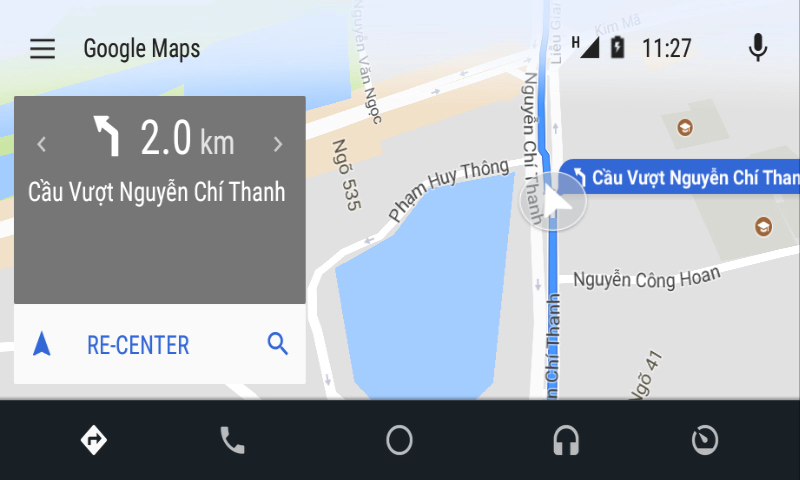 Google Maps
H
11:27
2.0 km
Cầu Vượt Nguyễn Chí Thanh
RE-CENTER
Nguyễn Văn Ngọc
Liễu Giai
Kim Mã
Nguyễn Chí Thanh
Ngõ 535
Phạm Huy Thông
Cầu Vượt Nguyễn Chí Than
Nguyễn Công Hoan
n Chí Thanh
Ngõ 41